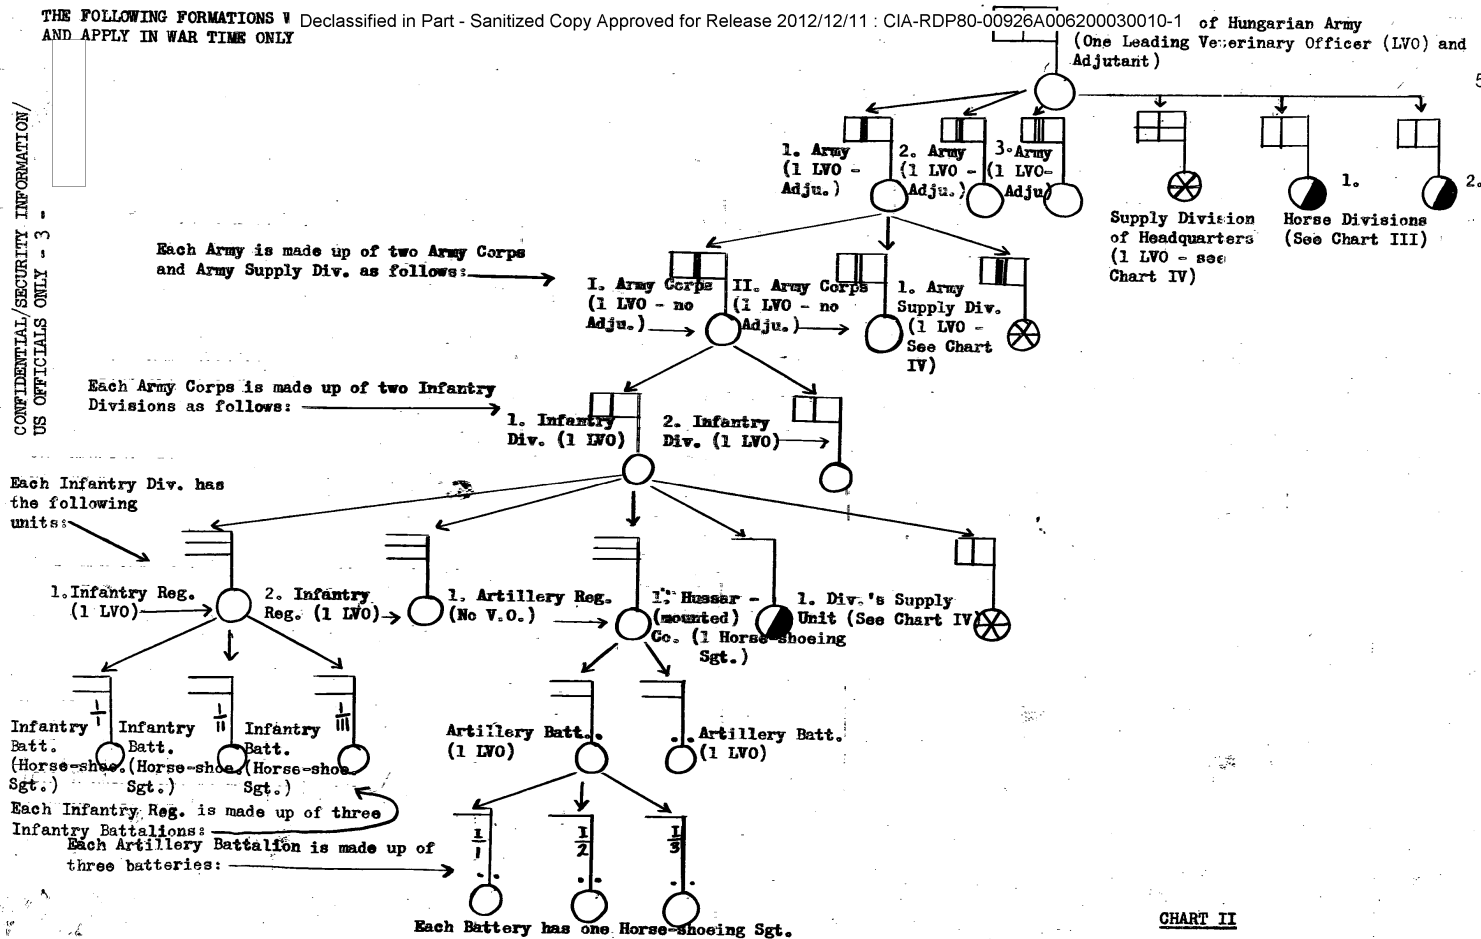 THE FOLLOWING FORMATIONS
Declassified in Part - Sanitized Copy Approved for Release 2012/12/11 : CIA-RDP80-00926A006200030010-1
AND APPLY IN WAR TIME ONLY
of Hungarian Army
(One Leading Veterinary Officer (LVO) and
Adjutant)
5
CONFIDENTIAL/SECURITY INFORMATION/
US OFFICIALS ONLY - 3 -
1. Army
(1 LVO -
Adju.)
2. Army
(1 LVO -
Adju.)
3. Army
(1 LVO-
Adju)
Supply Division
of Headquarters
(1 LVO - see
Chart IV)
1.
2.
Horse Divisions
(See Chart III)
Each Army is made up of two Army Corps
and Army Supply Div. as follows:
I. Army Corps
(1 LVO - no
Adju.)
II. Army Corps
(1 LVO - no
Adju.)
1. Army
Supply Div.
(1 LVO -
See Chart
IV)
Each Army Corps is made up of two Infantry
Divisions as follows:
1. Infantry
Div. (1 LVO)
2. Infantry
Div. (1 LVO)
Each Infantry Div. has
the following
units:
1. Infantry Reg.
(1 LVO)
2. Infantry
Reg. (1 LVO)
1. Artillery Reg.
(No V.O.)
1. Hussar -
(mounted)
Co. (1 Horse-shoeing
Sgt.)
1. Div.'s Supply
Unit (See Chart IV)
I/I
Infantry
Batt.
(Horse-shoe.
Sgt.)
I/II
Infantry
Batt.
(Horse-shoe.
Sgt.)
I/III
Infantry
Batt.
(Horse-shoe.
Sgt.)
Artillery Batt.
(1 LVO)
Artillery Batt.
(1 LVO)
Each Infantry Reg. is made up of three
Infantry Battalions:
Each Artillery Battalion is made up of
three batteries:
I/1
I/2
I/3
Each Battery has one Horse-shoeing Sgt.
CHART II